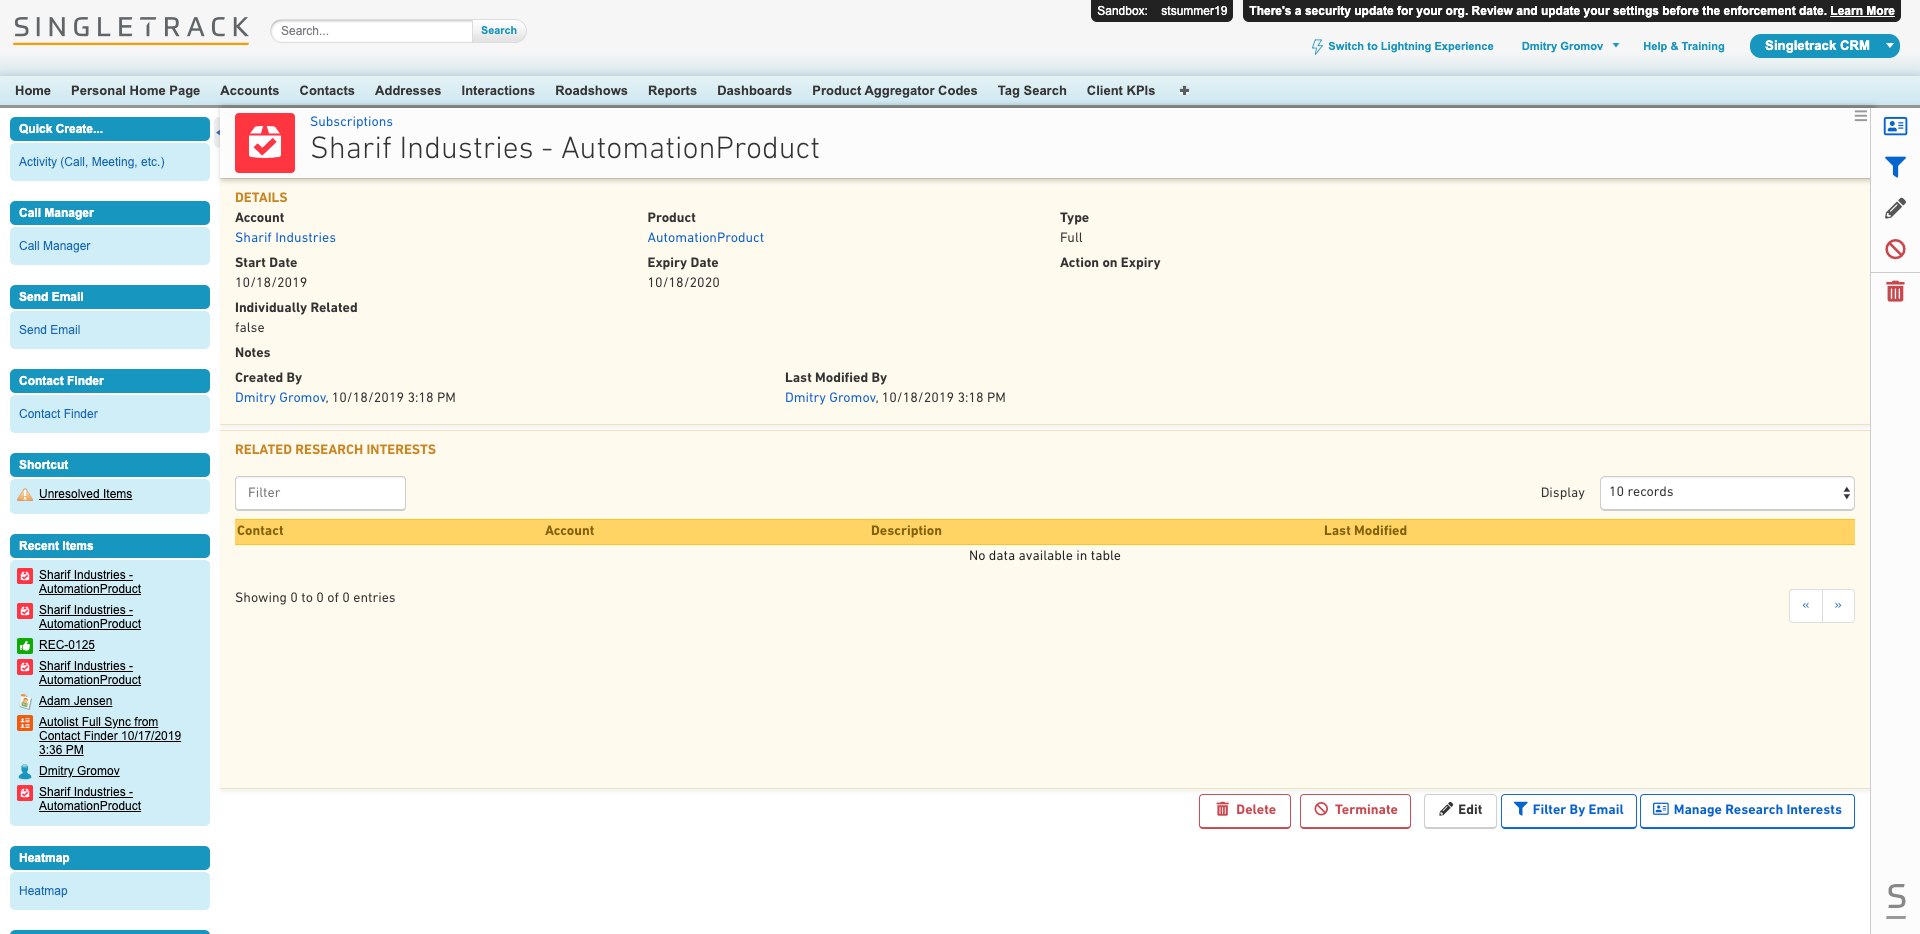 SINGLETRACK
Search...
Search
Sandbox: stsummer19
There's a security update for your org. Review and update your settings before the enforcement date. Learn More
Switch to Lightning Experience
Dmitry Gromov
Help & Training
Singletrack CRM
Home Personal Home Page Accounts Contacts Addresses Interactions Roadshows Reports Dashboards Product Aggregator Codes Tag Search Client KPIs +
Quick Create...
Activity (Call, Meeting, etc.)
Call Manager
Call Manager
Send Email
Send Email
Contact Finder
Contact Finder
Shortcut
Unresolved Items
Recent Items
Sharif Industries -
AutomationProduct
Sharif Industries -
AutomationProduct
REC-0125
Sharif Industries -
AutomationProduct
Adam Jensen
Autolist Full Sync from
Contact Finder 10/17/2019
3:36 PM
Dmitry Gromov
Sharif Industries -
AutomationProduct
Heatmap
Heatmap
Subscriptions
Sharif Industries - AutomationProduct
DETAILS
Account Product Type
Sharif Industries AutomationProduct Full
Start Date Expiry Date Action on Expiry
10/18/2019 10/18/2020
Individually Related
false
Notes
Created By Last Modified By
Dmitry Gromov, 10/18/2019 3:18 PM Dmitry Gromov, 10/18/2019 3:18 PM
RELATED RESEARCH INTERESTS
Filter
Display 10 records
Contact Account Description Last Modified
No data available in table
Showing 0 to 0 of 0 entries
« »
Delete Terminate Edit Filter By Email Manage Research Interests
S